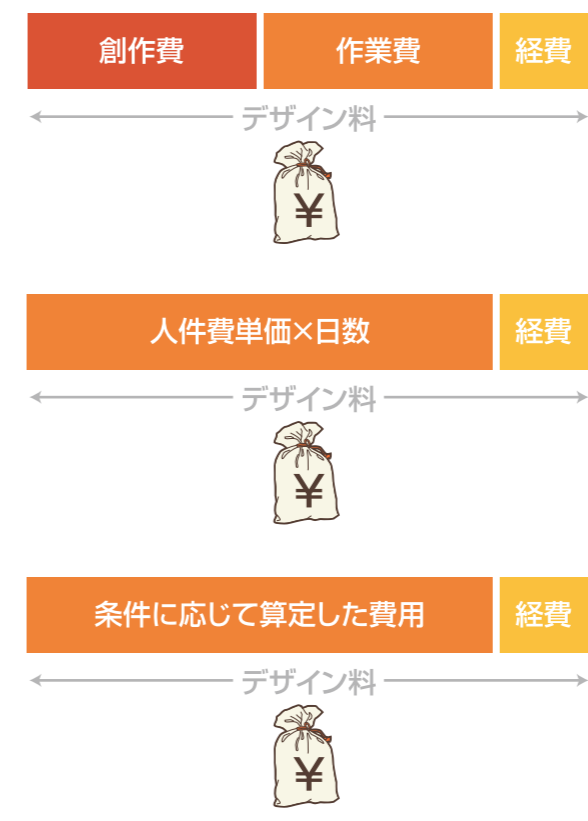 創作費 作業費 経費
デザイン料
¥
人件費単価×日数 経費
デザイン料
¥
条件に応じて算定した費用 経費
デザイン料
¥